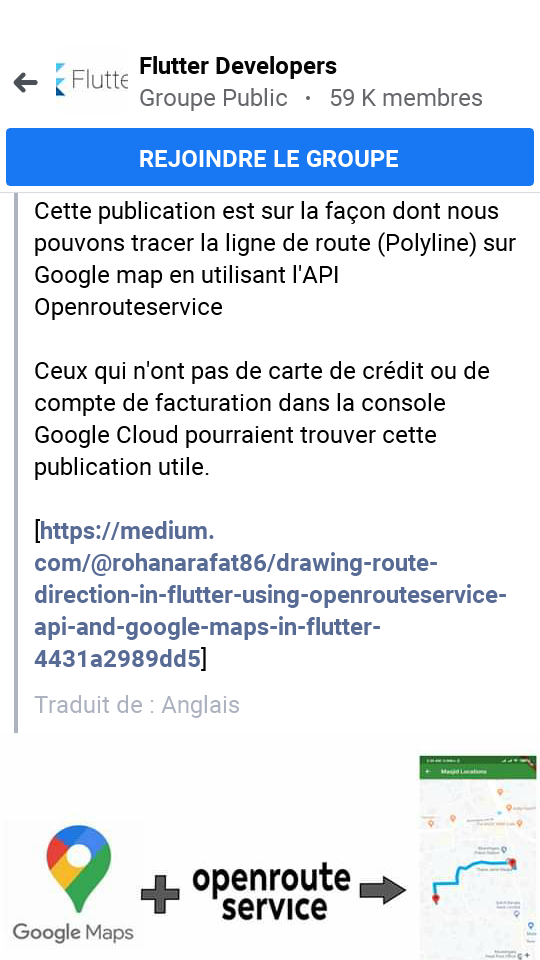 Flutte
Flutter Developers
Groupe Public · 59 K membres
REJOINDRE LE GROUPE
Cette publication est sur la façon dont nous
pouvons tracer la ligne de route (Polyline) sur
Google map en utilisant l'API
Openrouteservice
Ceux qui n'ont pas de carte de crédit ou de
compte de facturation dans la console
Google Cloud pourraient trouver cette
publication utile.
[https://medium.
com/@rohanarafat86/drawing-route-
direction-in-flutter-using-openrouteservice-
api-and-google-maps-in-flutter-
4431a2989dd5]
Traduit de : Anglais
Masjid Locations
Google Maps
openroute
service